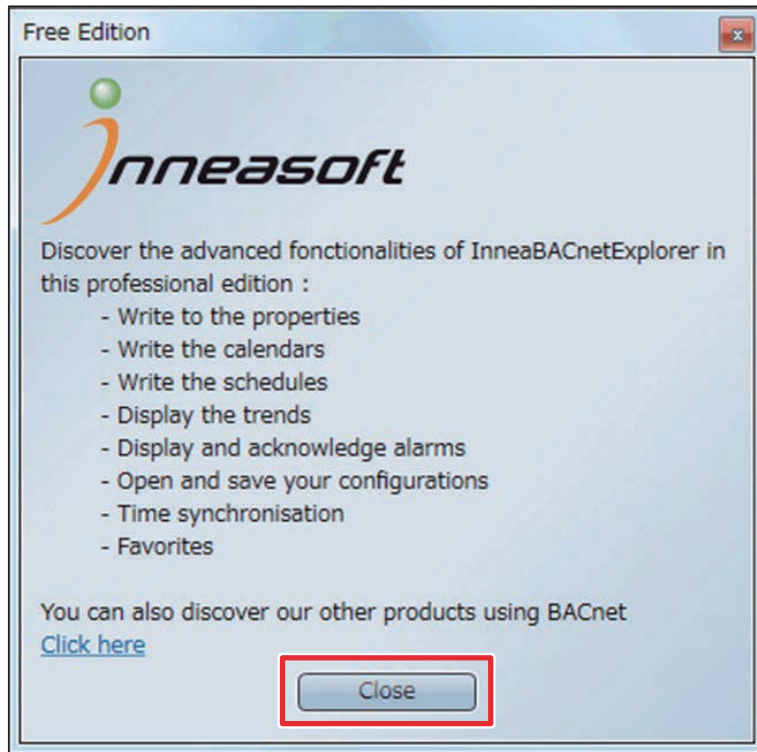 Free Edition
inneasoft
Discover the advanced fonctionalities of InneaBACnetExplorer in
this professional edition :
- Write to the properties
- Write the calendars
- Write the schedules
- Display the trends
- Display and acknowledge alarms
- Open and save your configurations
- Time synchronisation
- Favorites
You can also discover our other products using BACnet
Click here
Close